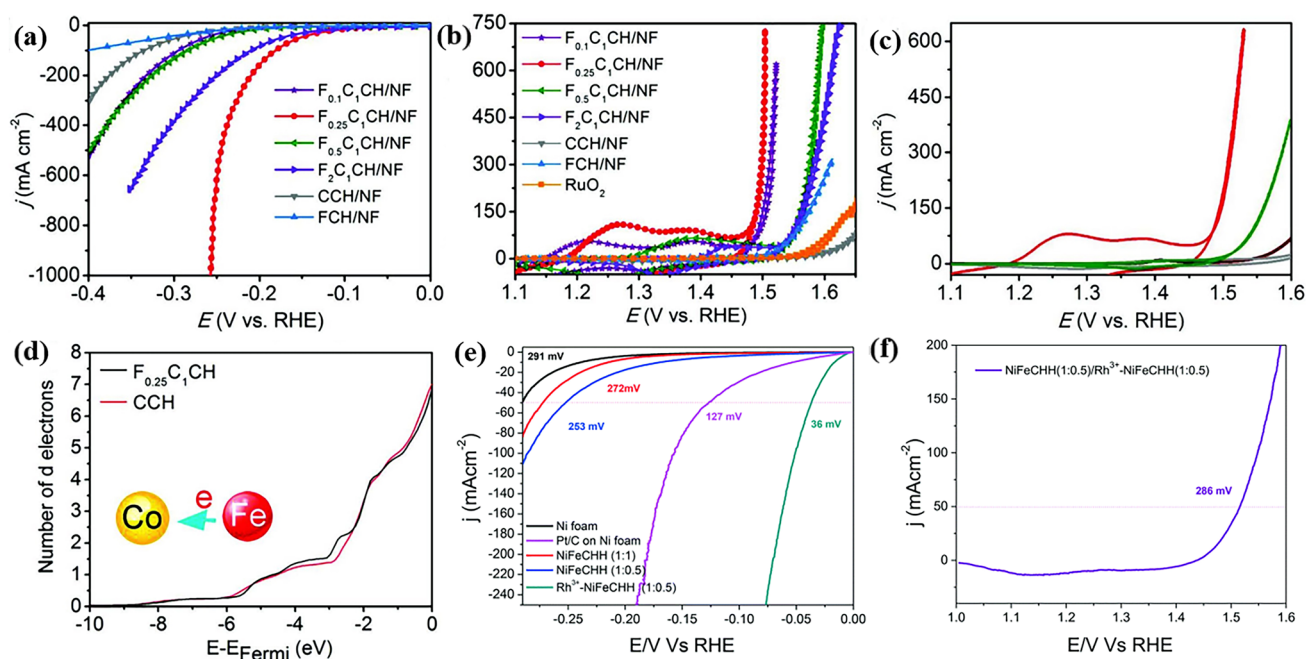 (a)
0
-200
-400
-600
-800
-1000
j (mA cm⁻²)
F₀.₁C₁CH/NF
F₀.₂₅C₁CH/NF
F₀.₅C₁CH/NF
F₂C₁CH/NF
CCH/NF
FCH/NF
-0.4 -0.3 -0.2 -0.1 0.0
E (V vs. RHE)
(b)
750
600
450
300
150
0
j (mA cm⁻²)
F₀.₁C₁CH/NF
F₀.₂₅C₁CH/NF
F₀.₅C₁CH/NF
F₂C₁CH/NF
CCH/NF
FCH/NF
RuO₂
1.1 1.2 1.3 1.4 1.5 1.6
E (V vs. RHE)
(c)
600
450
300
150
0
j (mA cm⁻²)
1.1 1.2 1.3 1.4 1.5 1.6
E (V vs. RHE)
(d)
8
7
6
5
4
3
2
1
0
Number of d electrons
F₀.₂₅C₁CH
CCH
Co e Fe
-10 -8 -6 -4 -2 0
E-E_Fermi (eV)
(e)
0
-20
-40
-60
-80
-100
-120
-140
-160
-180
-200
-220
-240
j (mAcm⁻²)
291 mV
272mV
253 mV
127 mV
36 mV
Ni foam
Pt/C on Ni foam
NiFeCHH (1:1)
NiFeCHH (1:0.5)
Rh³⁺-NiFeCHH (1:0.5)
-0.25 -0.20 -0.15 -0.10 -0.05 0.00
E/V Vs RHE
(f)
200
150
100
50
0
-50
j (mAcm⁻²)
NiFeCHH(1:0.5)/Rh³⁺-NiFeCHH(1:0.5)
286 mV
1.0 1.1 1.2 1.3 1.4 1.5 1.6
E/V Vs RHE